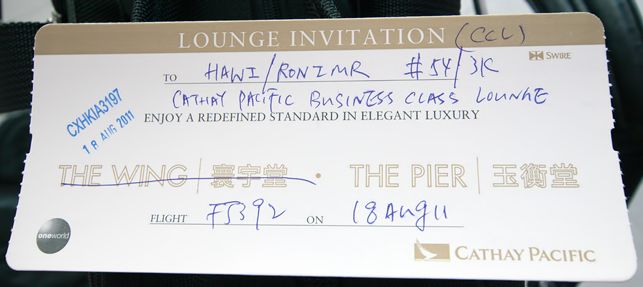 LOUNGE INVITATION (CCL)
SWIRE
TO HAWI/RONIMR #54/3K
CATHAY PACIFIC BUSINESS CLASS LOUNGE
ENJOY A REDEFINED STANDARD IN ELEGANT LUXURY
CXHKIA3197
18 AUG 2011
THE WING | 寰宇堂 · THE PIER | 玉衡堂
FLIGHT FJ392 ON 18AUG11
oneworld
CATHAY PACIFIC